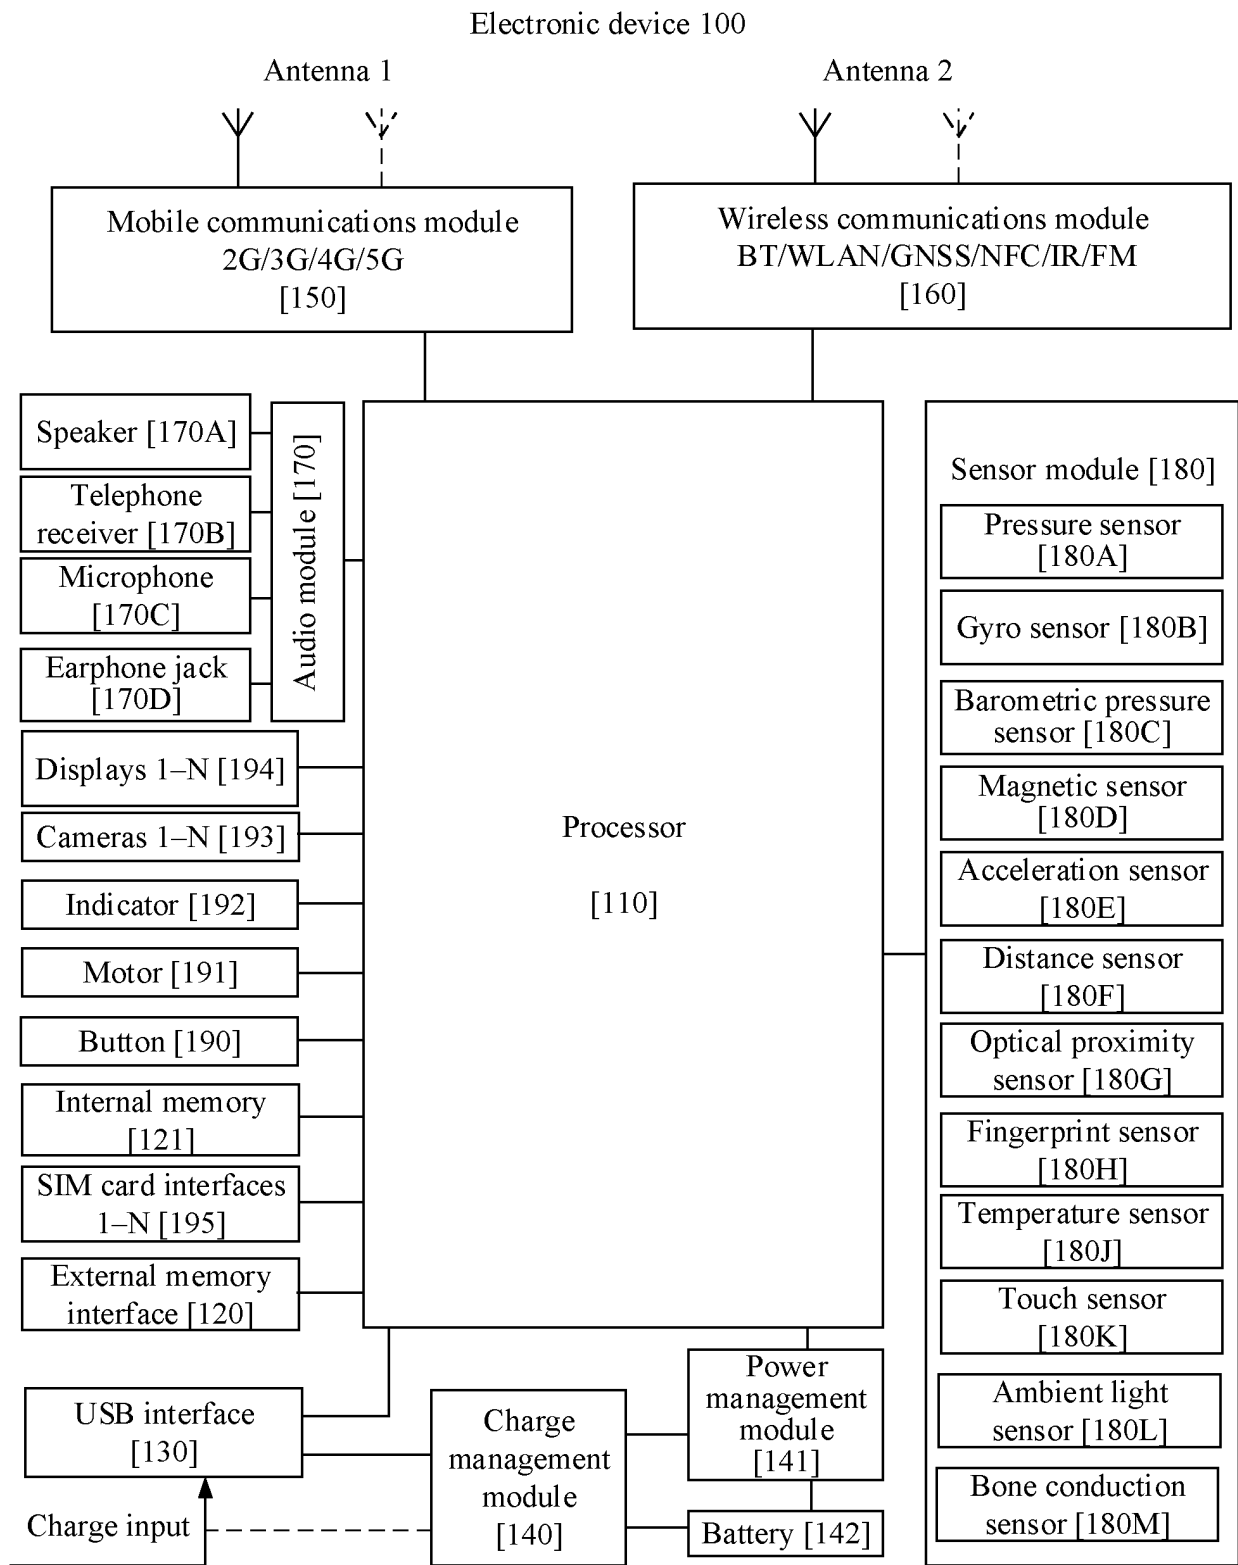 Electronic device 100
Antenna 1
Antenna 2
Mobile communications module
2G/3G/4G/5G
[150]
Wireless communications module
BT/WLAN/GNSS/NFC/IR/FM
[160]
Speaker [170A]
Telephone
receiver [170B]
Microphone
[170C]
Earphone jack
[170D]
Audio module [170]
Displays 1–N [194]
Cameras 1–N [193]
Indicator [192]
Motor [191]
Button [190]
Internal memory
[121]
SIM card interfaces
1–N [195]
External memory
interface [120]
Processor
[110]
Sensor module [180]
Pressure sensor
[180A]
Gyro sensor [180B]
Barometric pressure
sensor [180C]
Magnetic sensor
[180D]
Acceleration sensor
[180E]
Distance sensor
[180F]
Optical proximity
sensor [180G]
Fingerprint sensor
[180H]
Temperature sensor
[180J]
Touch sensor
[180K]
Ambient light
sensor [180L]
Bone conduction
sensor [180M]
USB interface
[130]
Charge input
Charge
management
module
[140]
Power
management
module
[141]
Battery [142]